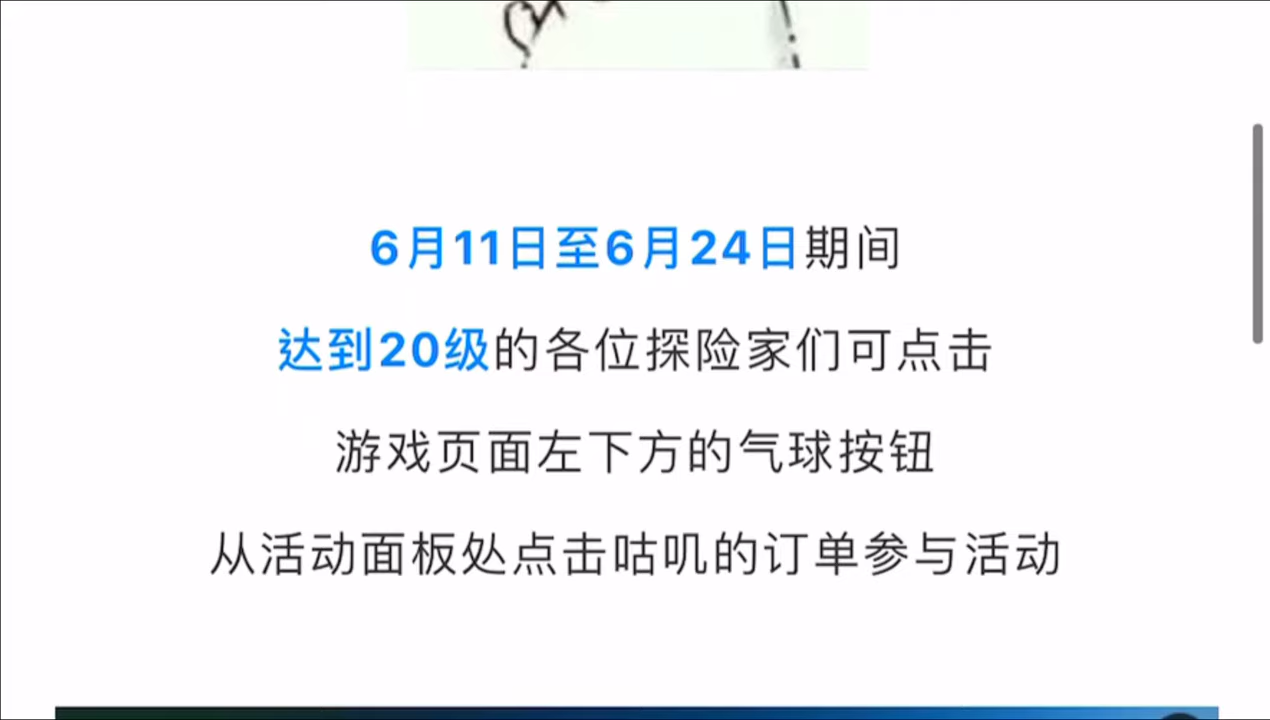 6月11日至6月24日期间
达到20级的各位探险家们可点击
游戏页面左下方的气球按钮
从活动面板处点击咕叽的订单参与活动